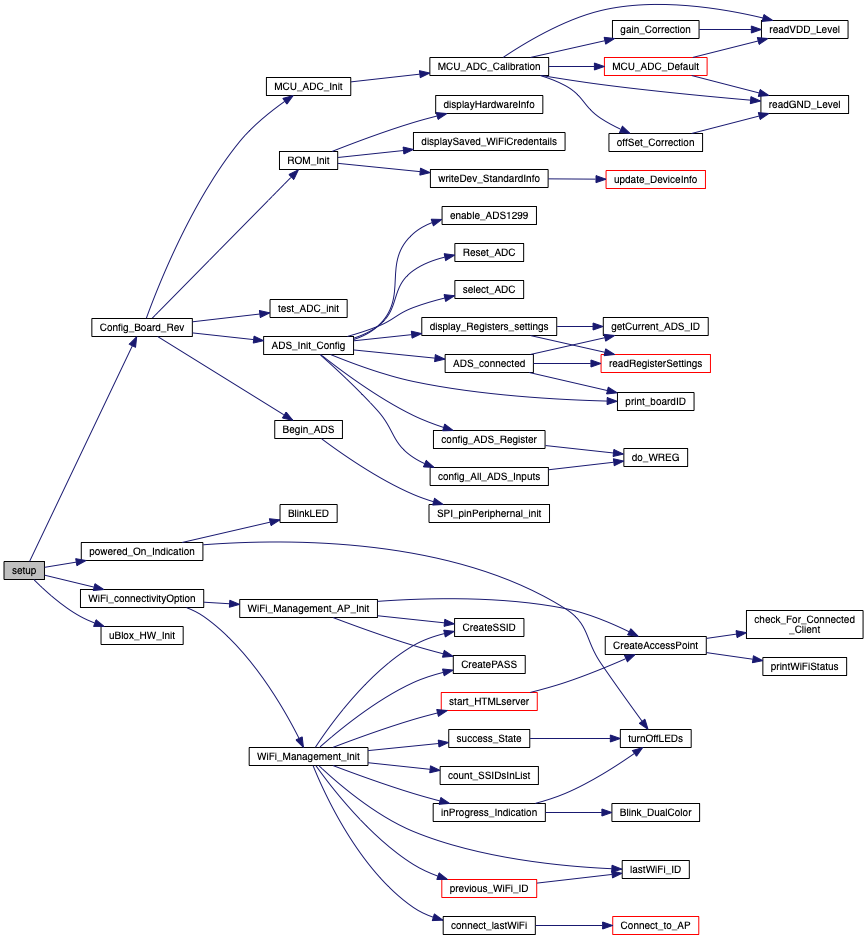 gain_Correction
readVDD_Level
MCU_ADC_Calibration
MCU_ADC_Default
MCU_ADC_Init
displayHardwareInfo
readGND_Level
displaySaved_WiFiCredentails
offSet_Correction
ROM_Init
writeDev_StandardInfo
update_DeviceInfo
enable_ADS1299
Reset_ADC
select_ADC
test_ADC_init
Config_Board_Rev
display_Registers_settings
getCurrent_ADS_ID
ADS_Init_Config
ADS_connected
readRegisterSettings
print_boardID
Begin_ADS
config_ADS_Register
do_WREG
config_All_ADS_Inputs
BlinkLED
SPI_pinPeriphernal_init
powered_On_Indication
setup
WiFi_connectivityOption
WiFi_Management_AP_Init
uBlox_HW_Init
CreateSSID
check_For_Connected
_Client
CreateAccessPoint
CreatePASS
printWiFiStatus
start_HTMLserver
success_State
turnOffLEDs
WiFi_Management_Init
count_SSIDsInList
inProgress_Indication
Blink_DualColor
lastWiFi_ID
previous_WiFi_ID
connect_lastWiFi
Connect_to_AP